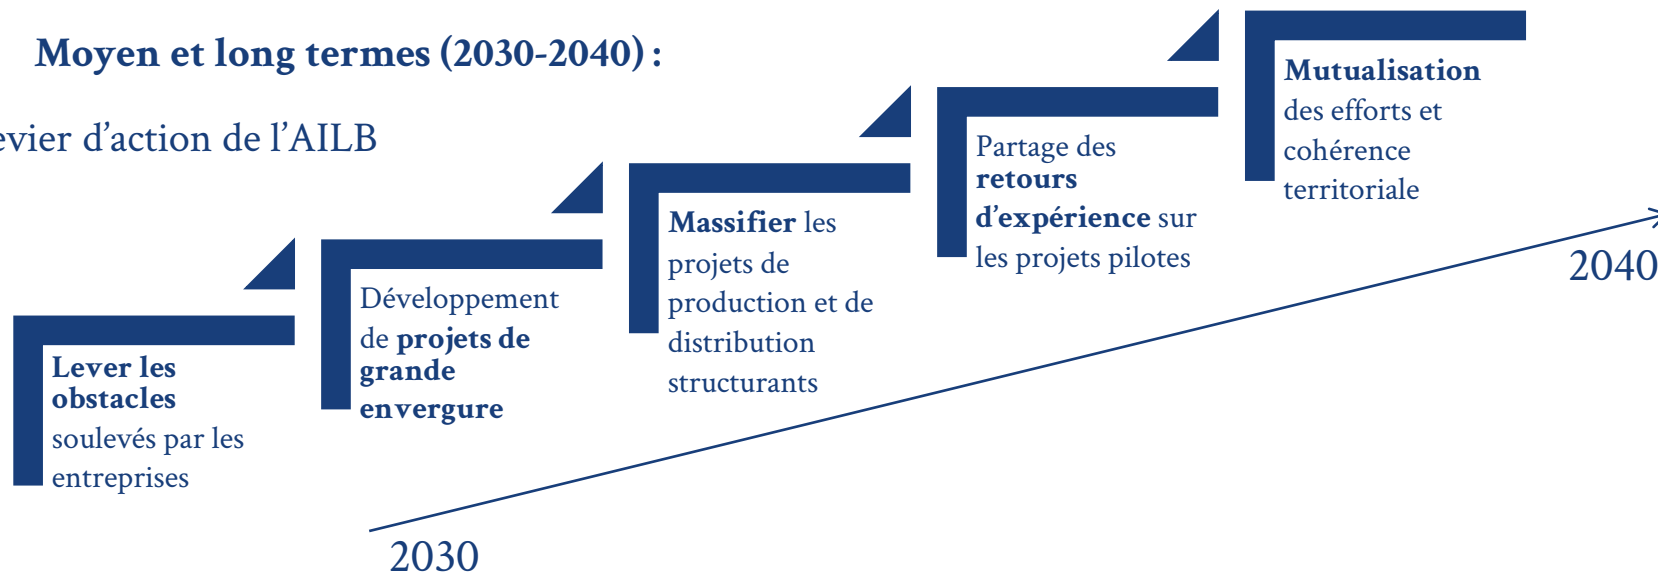 Moyen et long termes (2030-2040) :
evier d'action de l'AILB
Lever les
obstacles
soulevés par les
entreprises
Développement
de projets de
grande
envergure
Massifier les
projets de
production et de
distribution
structurants
Partage des
retours
d'expérience sur
les projets pilotes
Mutualisation
des efforts et
cohérence
territoriale
2030
2040